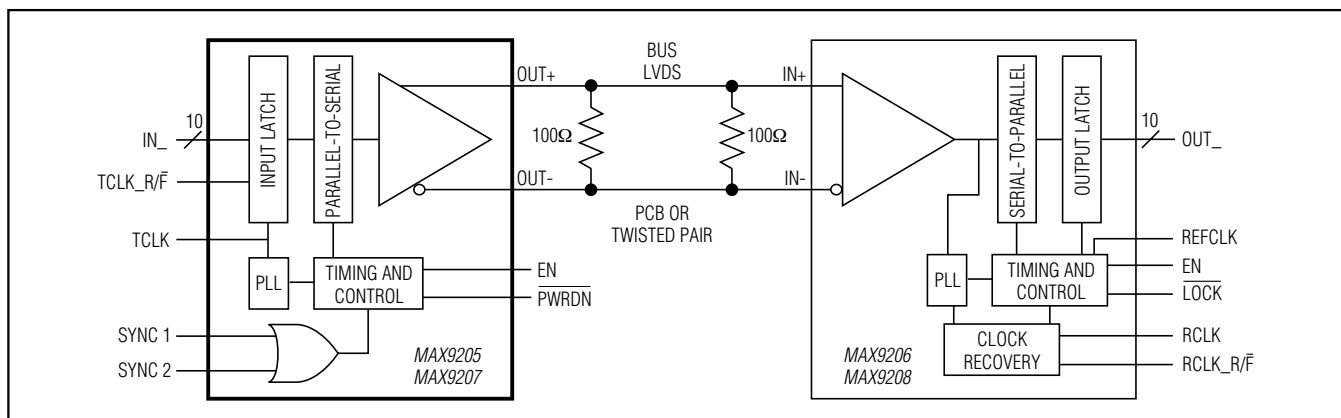 10
IN_
TCLK_R/F̅
TCLK
SYNC 1
SYNC 2
INPUT LATCH
PARALLEL-TO-SERIAL
PLL
TIMING AND
CONTROL
MAX9205
MAX9207
OUT+
OUT-
EN
P̅W̅R̅D̅N̅
BUS
LVDS
100Ω
100Ω
PCB OR
TWISTED PAIR
IN+
IN-
SERIAL-TO-PARALLEL
OUTPUT LATCH
PLL
TIMING AND
CONTROL
CLOCK
RECOVERY
MAX9206
MAX9208
10
OUT_
REFCLK
EN
L̅O̅C̅K̅
RCLK
RCLK_R/F̅